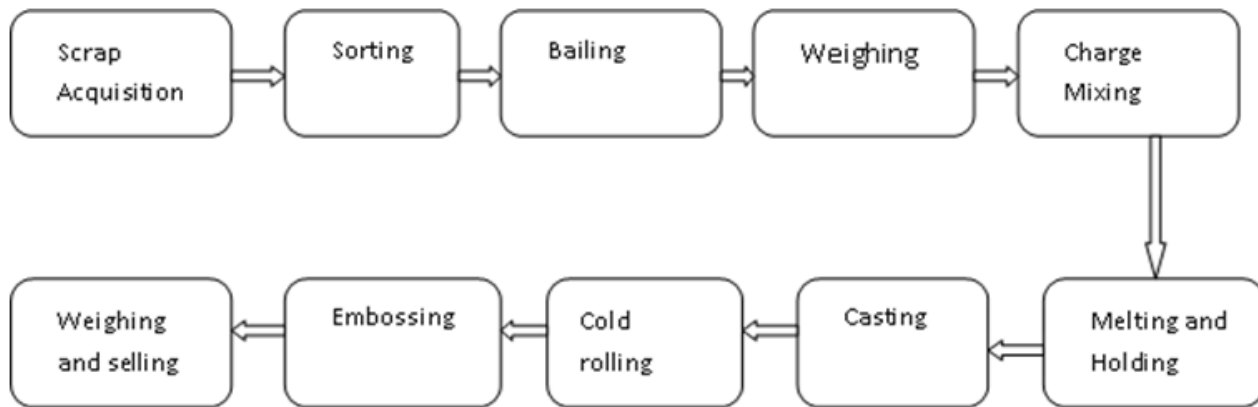 Scrap
Acquisition
Sorting
Bailing
Weighing
Charge
Mixing
Melting and
Holding
Casting
Cold
rolling
Embossing
Weighing
and selling